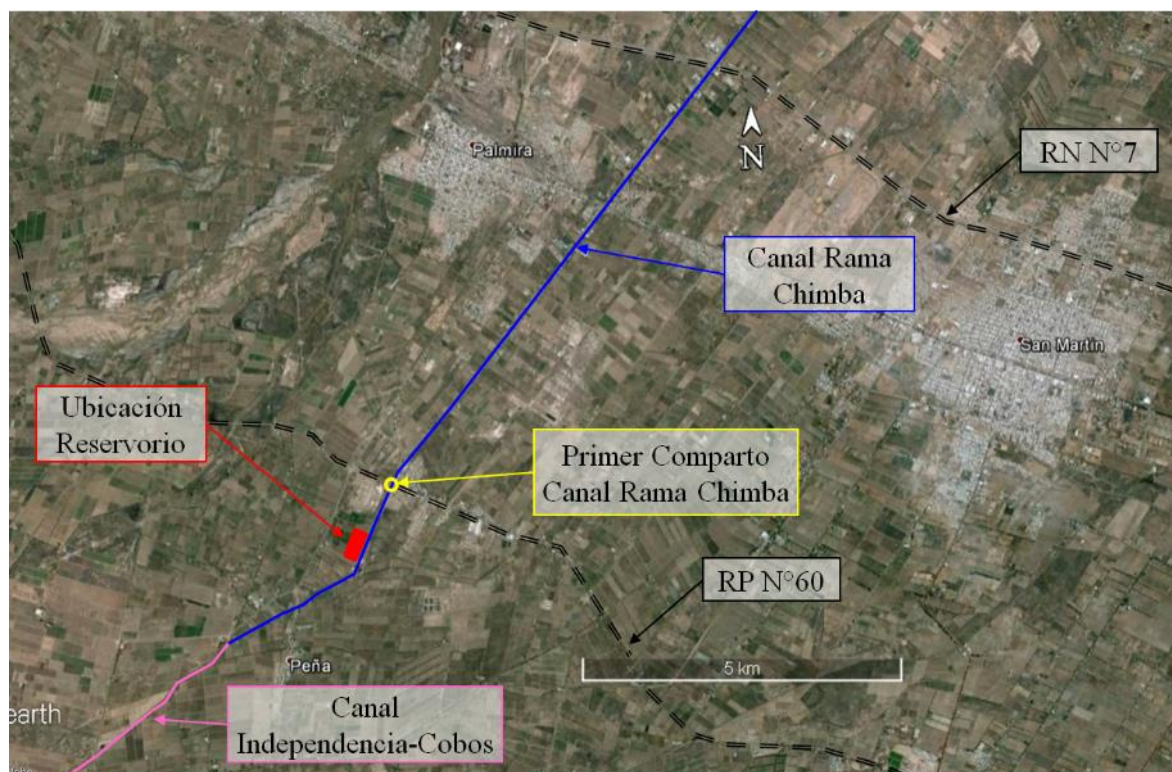 Palmira
N
RN N°7
Canal Rama
Chimba
San Martín
Ubicación
Reservorio
Primer Comparto
Canal Rama Chimba
RP N°60
5 km
Peña
earth
Canal
Independencia-Cobos